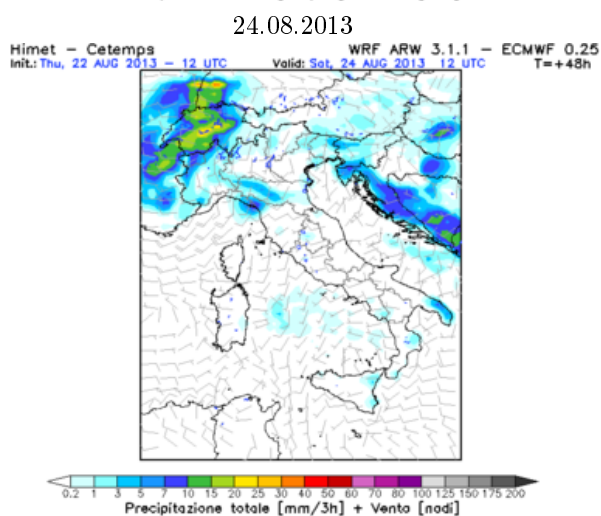 24.08.2013
Himet - Cetemps WRF ARW 3.1.1 - ECMWF 0.25
Init.: Thu, 22 AUG 2013 - 12 UTC Valid: Sat, 24 AUG 2013 12 UTC T=+48h
0.2 1 3 5 7 10 15 20 25 30 40 50 60 70 80 90 100 125 150 175 200
Precipitazione totale [mm/3h] + Vento [nodi]